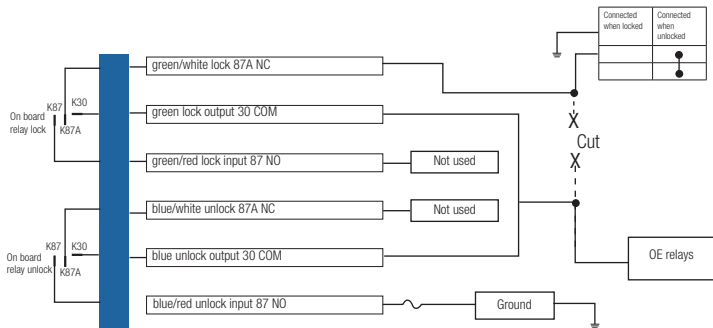 Connected
when locked
Connected
when
unlocked
green/white lock 87A NC
K87
K30
On board
relay lock
K87A
green lock output 30 COM
X
Cut
X
green/red lock input 87 NO
Not used
blue/white unlock 87A NC
Not used
K87
K30
On board
relay unlock
K87A
blue unlock output 30 COM
OE relays
blue/red unlock input 87 NO
Ground